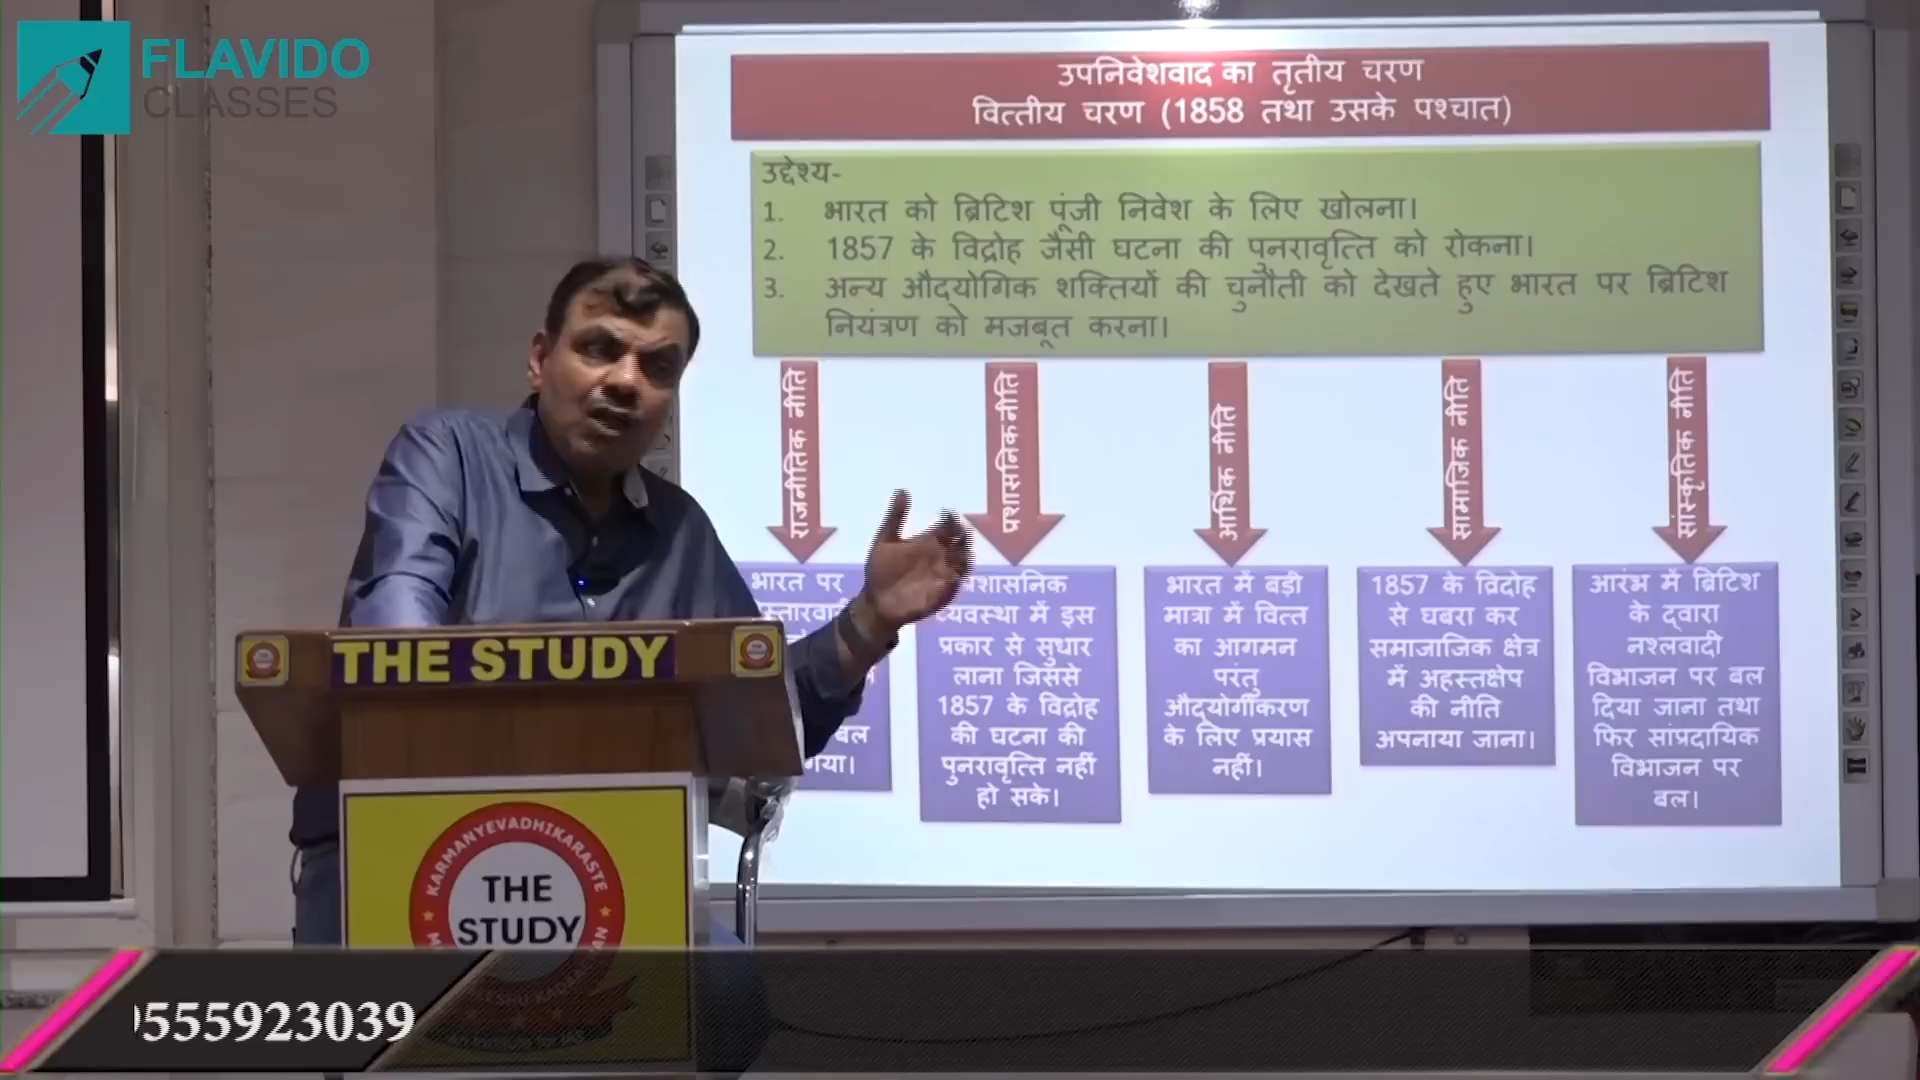 FLAVIDO
CLASSES
उपनिवेशवाद का तृतीय चरण
वित्तीय चरण (1858 तथा उसके पश्चात)
उद्देश्य-
1. भारत को ब्रिटिश पूंजी निवेश के लिए खोलना।
2. 1857 के विद्रोह जैसी घटना की पुनरावृत्ति को रोकना।
3. अन्य औद्योगिक शक्तियों की चुनौती को देखते हुए भारत पर ब्रिटिश
नियंत्रण को मजबूत करना।
राजनीतिक नीति
प्रशासनिक नीति
आर्थिक नीति
सामाजिक नीति
सांस्कृतिक नीति
भारत पर
बल
गया।
व्यवस्था में इस
प्रकार से सुधार
लाना जिससे
1857 के विद्रोह
की घटना की
पुनरावृत्ति नहीं
हो सके।
भारत में बड़ी
मात्रा में वित्त
का आगमन
परंतु
औद्योगीकरण
के लिए प्रयास
नहीं।
1857 के विद्रोह
से घबरा कर
समाजाजिक क्षेत्र
में अहस्तक्षेप
की नीति
अपनाया जाना।
आरंभ में ब्रिटिश
के द्वारा
नश्लवादी
विभाजन पर बल
दिया जाना तथा
फिर सांप्रदायिक
विभाजन पर
बल।
THE STUDY
KARMANYEVADHIKARASTE
THE
STUDY
555923039